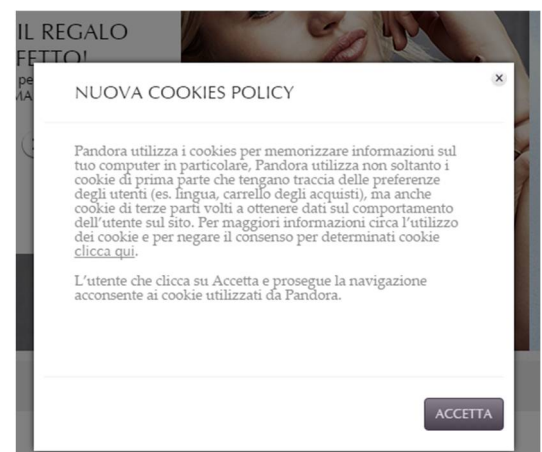 IL REGALO
FETTO!
pe
MA
NUOVA COOKIES POLICY
Pandora utilizza i cookies per memorizzare informazioni sul
tuo computer in particolare, Pandora utilizza non soltanto i
cookie di prima parte che tengano traccia delle preferenze
degli utenti (es. lingua, carrello degli acquisti), ma anche
cookie di terze parti volti a ottenere dati sul comportamento
dell'utente sul sito. Per maggiori informazioni circa l'utilizzo
dei cookie e per negare il consenso per determinati cookie
clicca qui.
L'utente che clicca su Accetta e prosegue la navigazione
acconsente ai cookie utilizzati da Pandora.
ACCETTA